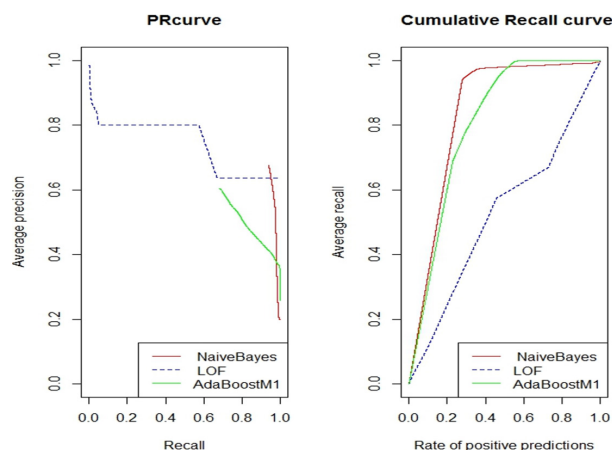 PRcurve
Average precision
0.0
0.2
0.4
0.6
0.8
1.0
NaiveBayes
LOF
AdaBoostM1
0.0 0.2 0.4 0.6 0.8 1.0
Recall
Cumulative Recall curve
Average recall
0.0
0.2
0.4
0.6
0.8
1.0
NaiveBayes
LOF
AdaBoostM1
0.0 0.2 0.4 0.6 0.8 1.0
Rate of positive predictions